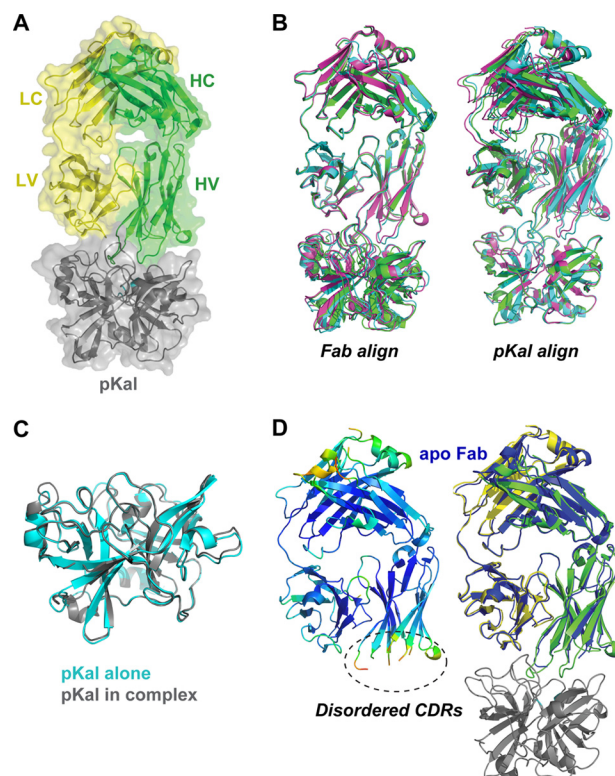 A
LC
HC
LV
HV
pKal
B
Fab align
pKal align
C
pKal alone
pKal in complex
D
apo Fab
Disordered CDRs